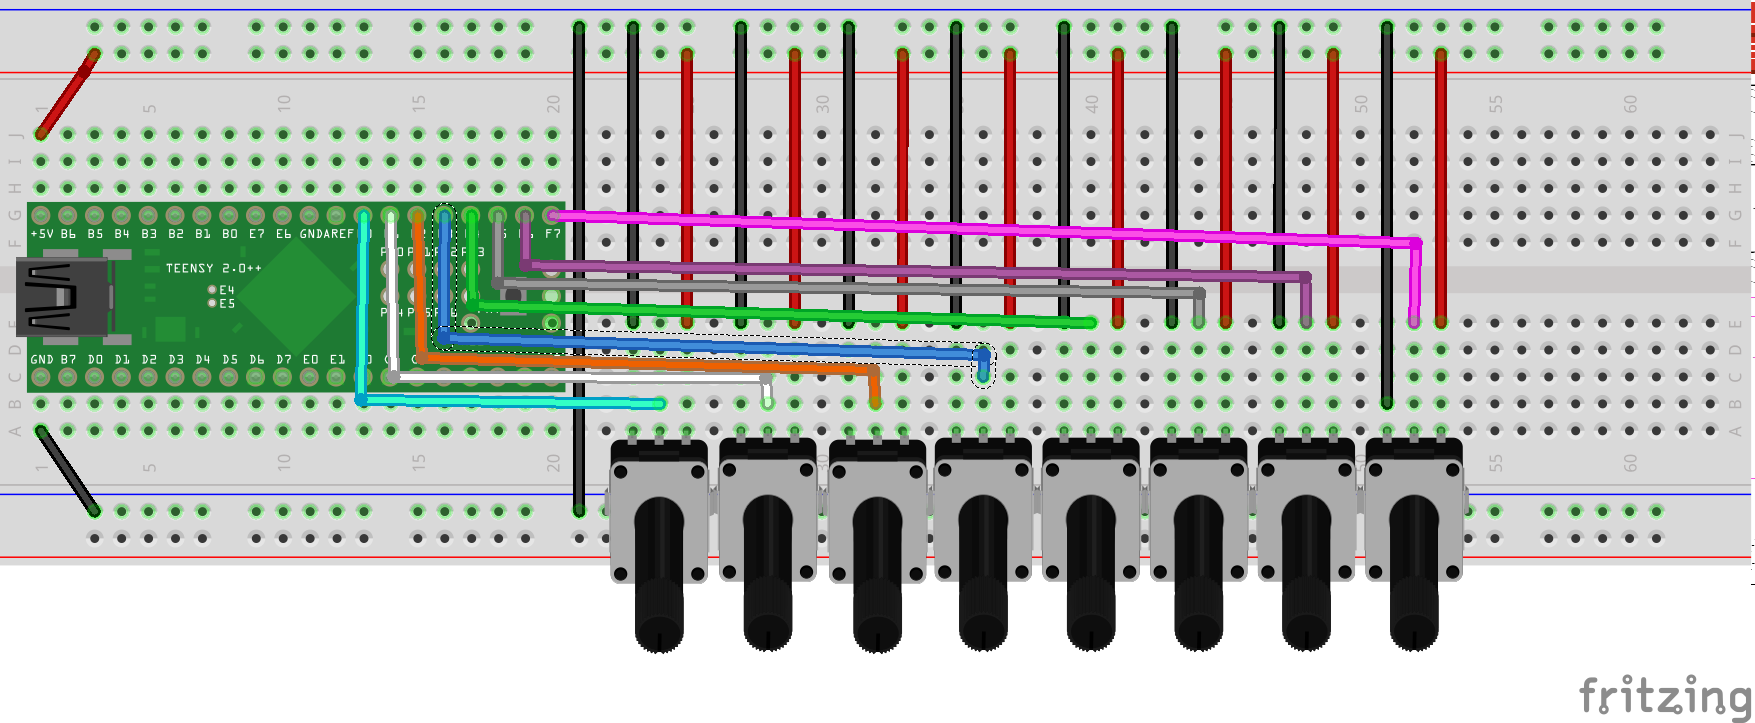 1 5 10 15 20 30 40 50 55 60
J J
I I
H H
G G
+5V B6 B5 B4 B3 B2 B1 B0 E7 E6 GND AREF F7
F F
TEENSY 2.0++
E4
E5
E E
GND B7 D0 D1 D2 D3 D4 D5 D6 D7 E0 E1
D D
C C
B B
A A
1 5 10 15 20 30 50 55 60
fritzing